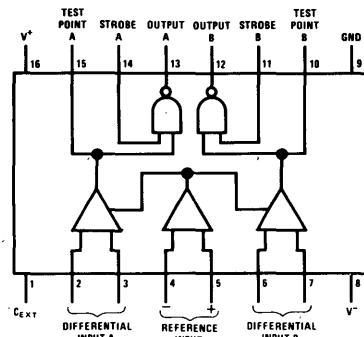 TEST POINT A
STROBE A
OUTPUT A
OUTPUT B
STROBE B
TEST POINT B
V+
GND
16
15
14
13
12
11
10
9
1
2
3
4
5
6
7
8
− +
CEXT
V−
DIFFERENTIAL
REFERENCE
DIFFERENTIAL